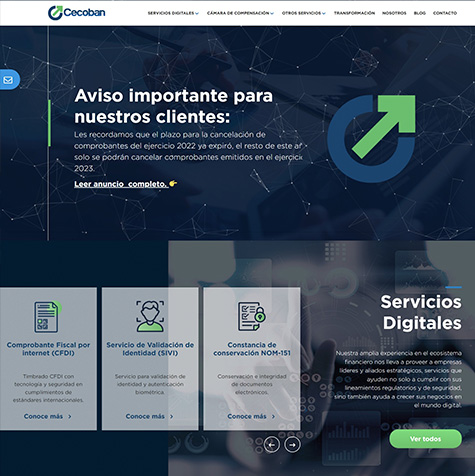 Cecoban
SERVICIOS DIGITALES CÁMARA DE COMPENSACIÓN OTROS SERVICIOS TRANSFORMACIÓN NOSOTROS BLOG CONTACTO
Aviso importante para
nuestros clientes:
Les recordamos que el plazo para la cancelación de
comprobantes del ejercicio 2022 ya expiró, el resto de este añ
solo se podrán cancelar comprobantes emitidos en el ejercicio
2023.
Leer anuncio completo.
Servicios
Digitales
Nuestra amplia experiencia en el ecosistema
financiero nos lleva a proveer a empresas
líderes y aliados estratégicos, servicios que
ayuden no solo a cumplir con sus
lineamientos regulatorios y de seguridad,
sino también ayuda a crecer sus negocios en
el mundo digital.
Ver todos
Comprobante Fiscal por
internet (CFDI)
Timbrado CFDI con
tecnología y seguridad en
cumplimientos de
estándares internacionales.
Conoce más
Servicio de Validación de
Identidad (SIVI)
Servicio para validación de
identidad y autenticación
biométrica.
Conoce más
Constancia de
conservación NOM-151
Conservación e integridad
de documentos
electrónicos.
Conoce más